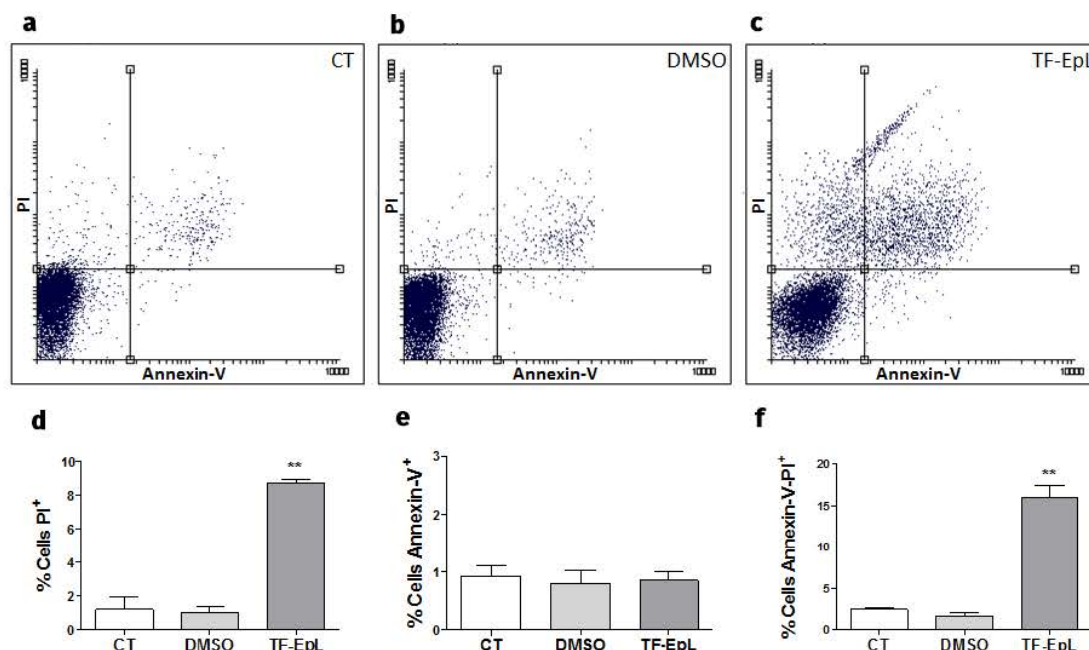 a
CT
PI
Annexin-V
10000
b
DMSO
PI
Annexin-V
10000
c
TF-EpL
PI
Annexin-V
10000
d
% Cells PI+
10
8
6
4
2
0
CT DMSO TF-EpL
**
e
% Cells Annexin-V+
3
2
1
0
CT DMSO TF-EpL
f
% Cells Annexin-V-PI+
20
15
10
5
0
CT DMSO TF-EpL
**